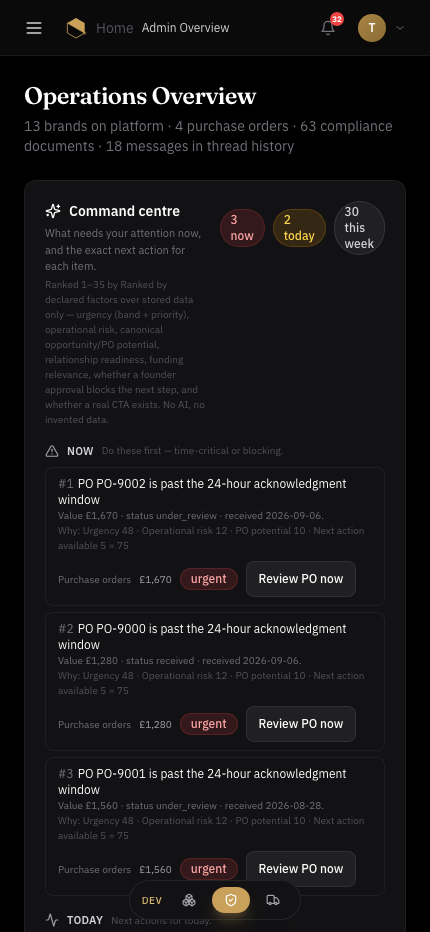 Home Admin Overview
32
T
Operations Overview
13 brands on platform · 4 purchase orders · 63 compliance
documents · 18 messages in thread history
Command centre
What needs your attention now,
and the exact next action for
each item.
Ranked 1–35 by Ranked by
declared factors over stored data
only — urgency (band + priority),
operational risk, canonical
opportunity/PO potential,
relationship readiness, funding
relevance, whether a founder
approval blocks the next step, and
whether a real CTA exists. No AI, no
invented data.
3
now
2
today
30
this
week
NOW Do these first — time-critical or blocking.
#1 PO PO-9002 is past the 24-hour acknowledgment
window
Value £1,670 · status under_review · received 2026-09-06.
Why: Urgency 48 · Operational risk 12 · PO potential 10 · Next action
available 5 = 75
Purchase orders £1,670 urgent Review PO now
#2 PO PO-9000 is past the 24-hour acknowledgment
window
Value £1,280 · status received · received 2026-09-06.
Why: Urgency 48 · Operational risk 12 · PO potential 10 · Next action
available 5 = 75
Purchase orders £1,280 urgent Review PO now
#3 PO PO-9001 is past the 24-hour acknowledgment
window
Value £1,560 · status under_review · received 2026-08-28.
Why: Urgency 48 · Operational risk 12 · PO potential 10 · Next action
available 5 = 75
Purchase orders £1,560 urgent Review PO now
DEV
TODAY Next actions for today.